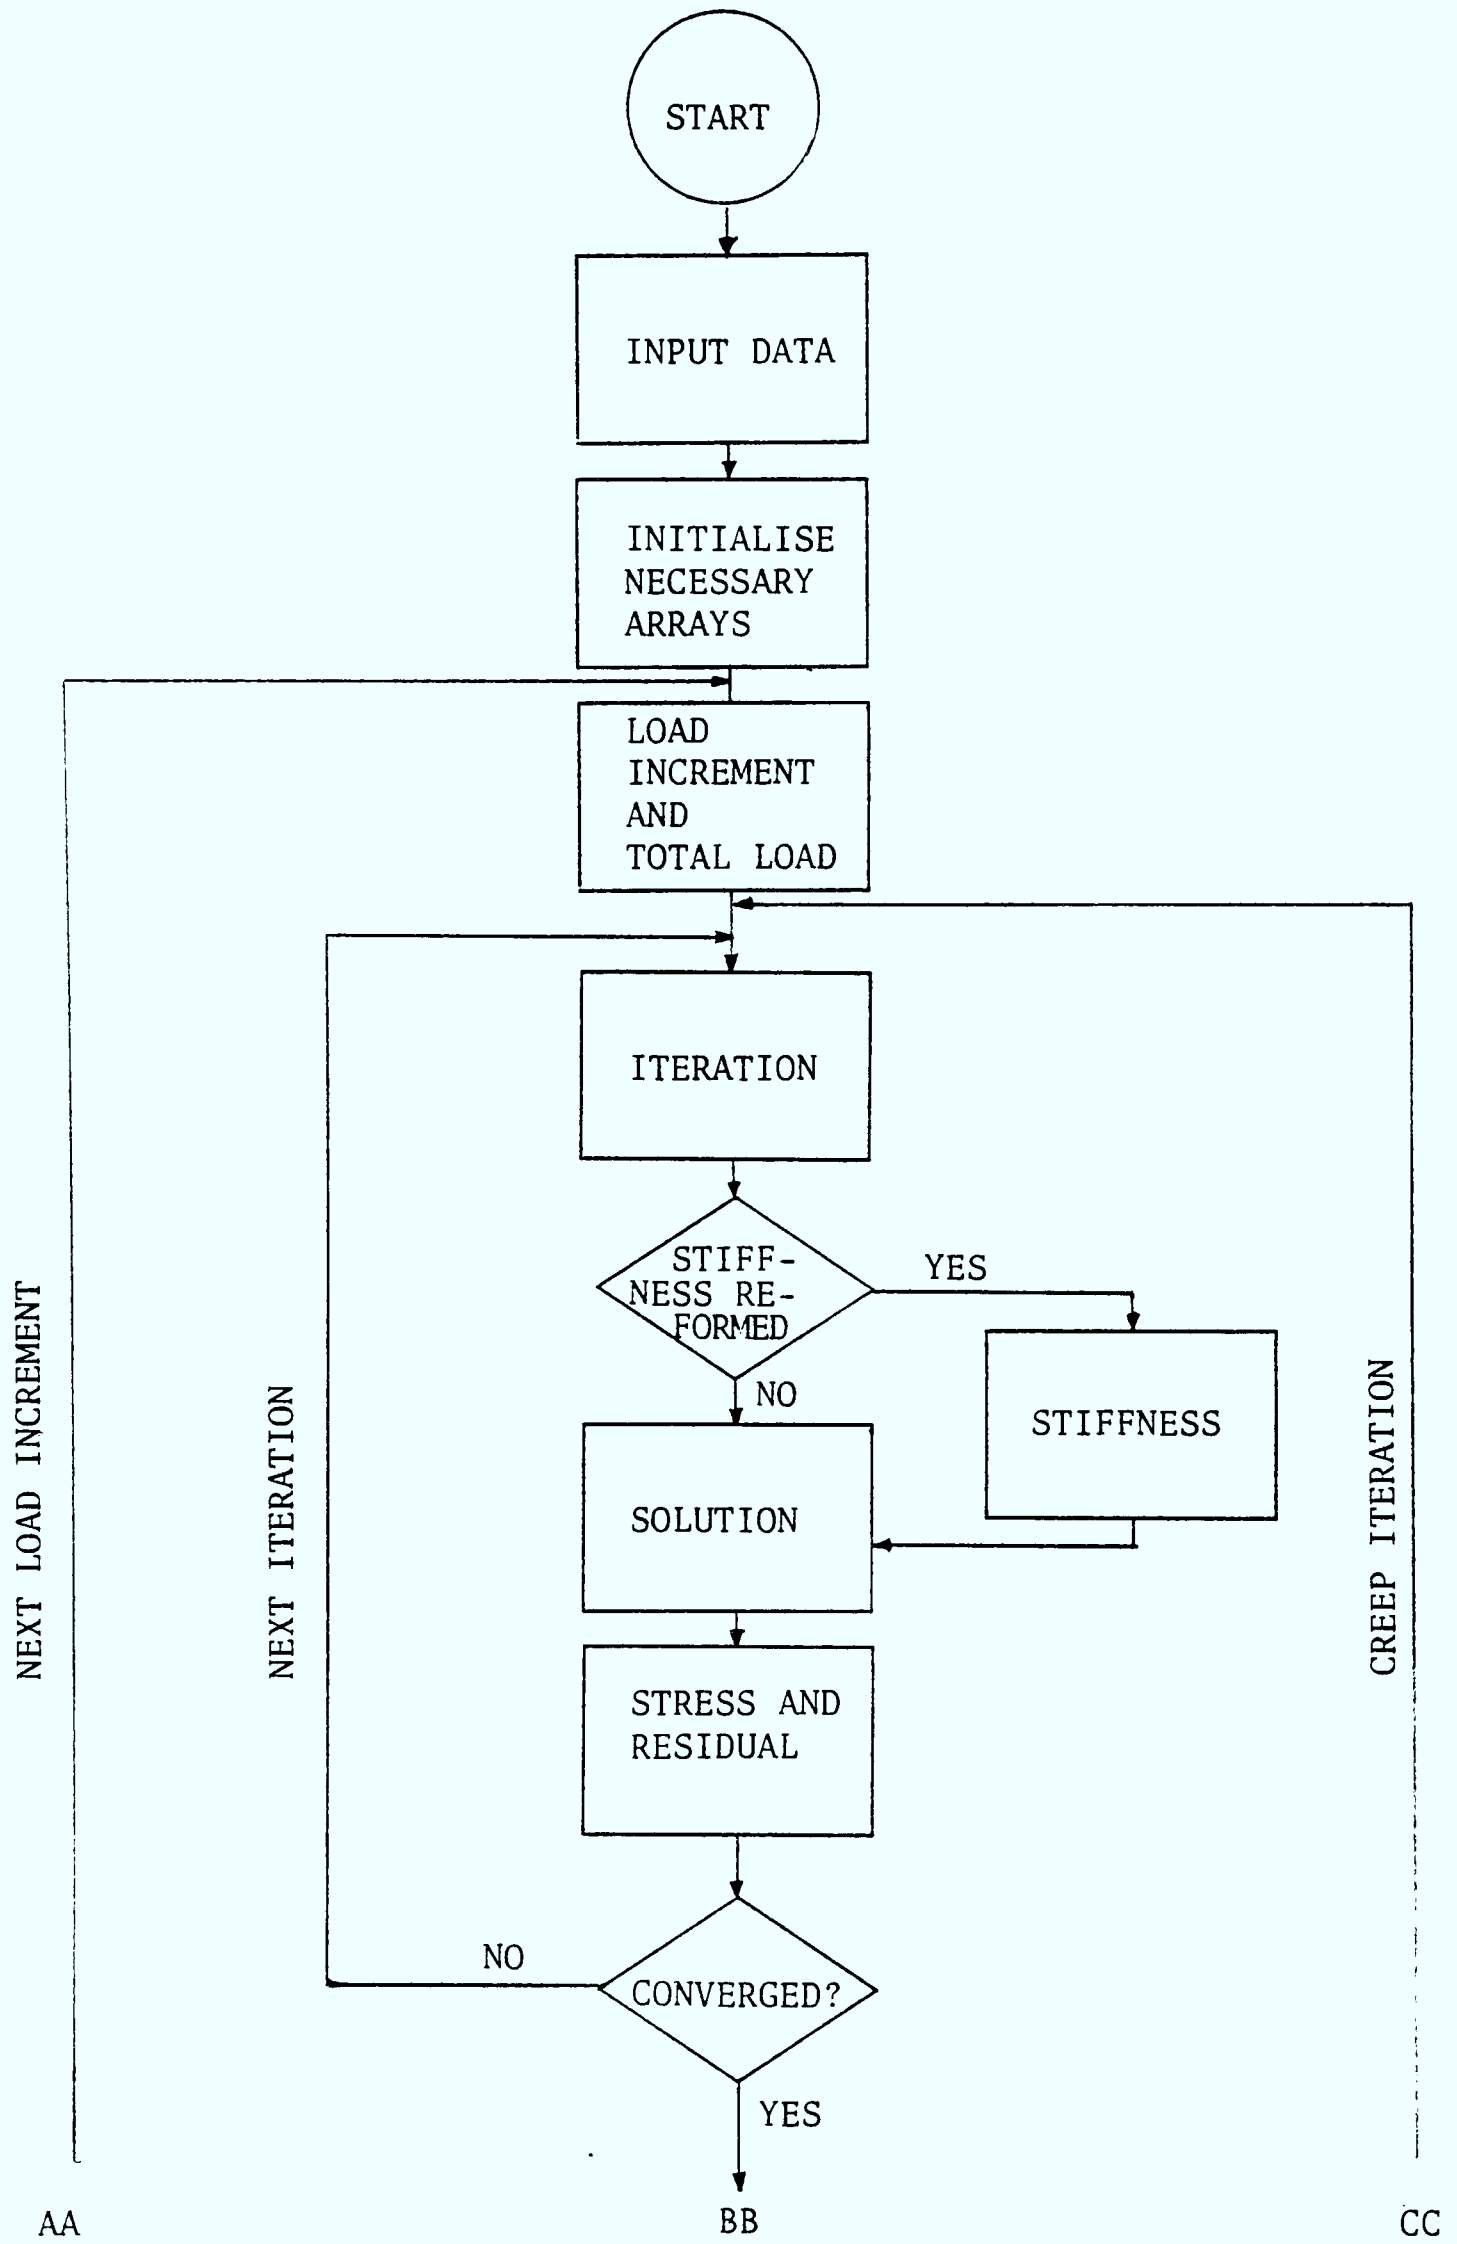 START
INPUT DATA
INITIALISE
NECESSARY
ARRAYS
LOAD
INCREMENT
AND
TOTAL LOAD
ITERATION
STIFF-
NESS RE-
FORMED
YES
NO
STIFFNESS
SOLUTION
STRESS AND
RESIDUAL
NO
CONVERGED?
YES
NEXT LOAD INCREMENT
NEXT ITERATION
CREEP ITERATION
AA
BB
CC